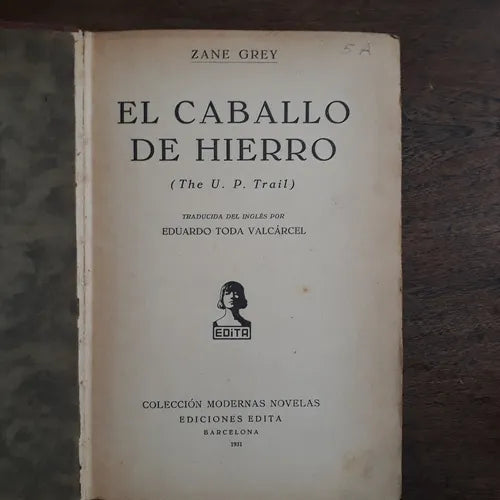 ZANE GREY
5 A
EL CABALLO
DE HIERRO
(The U. P. Trail)
TRADUCIDA DEL INGLÉS POR
EDUARDO TODA VALCÁRCEL
EDITA
COLECCIÓN MODERNAS NOVELAS
EDICIONES EDITA
BARCELONA
1931